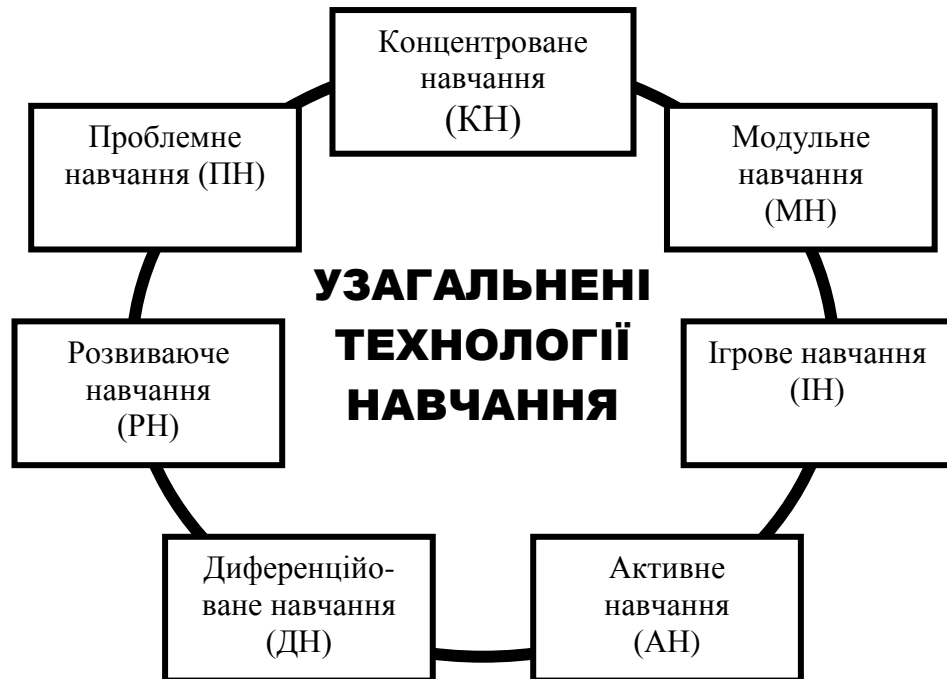 Концентроване
навчання
(КН)
Проблемне
навчання (ПН)
Модульне
навчання
(МН)
УЗАГАЛЬНЕНІ
ТЕХНОЛОГІЇ
НАВЧАННЯ
Розвиваюче
навчання
(РН)
Ігрове навчання
(ІН)
Диференційо-
ване навчання
(ДН)
Активне
навчання
(АН)